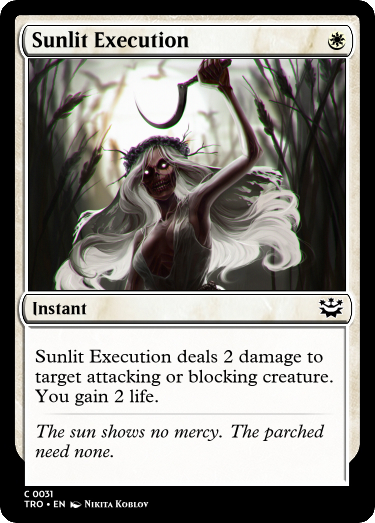 Sunlit Execution
Instant
Sunlit Execution deals 2 damage to
target attacking or blocking creature.
You gain 2 life.
The sun shows no mercy. The parched
need none.
C 0031
TRO • EN Nikita Koblov